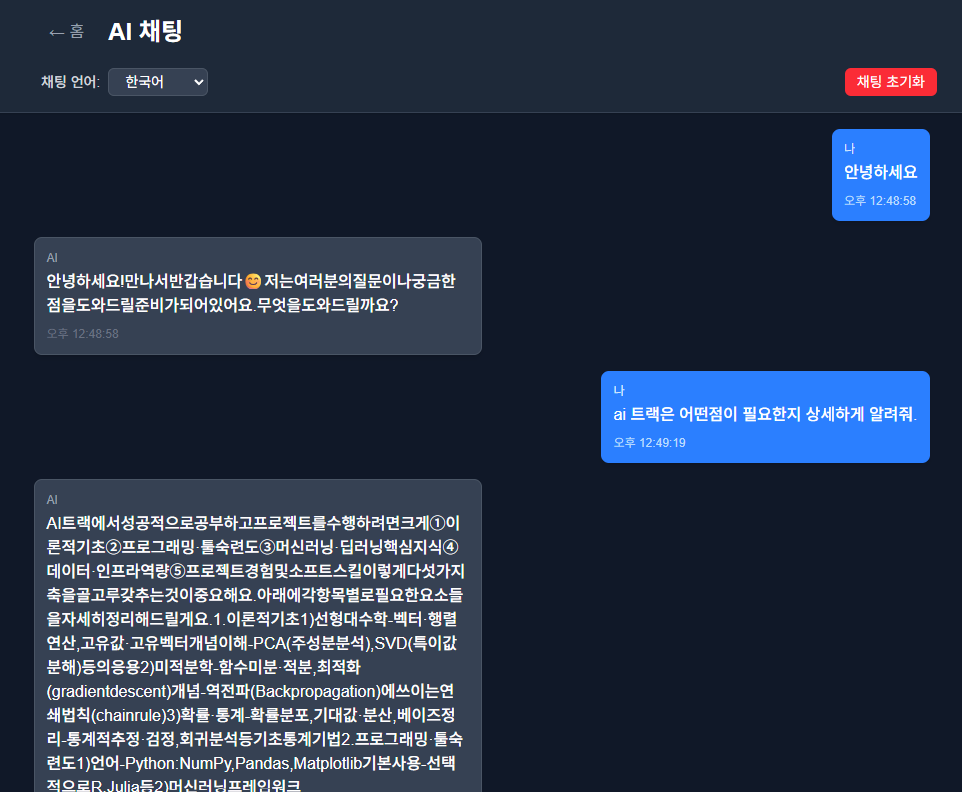 ← 홈 AI 채팅
채팅 언어: 한국어 채팅 초기화
나
안녕하세요
오후 12:48:58
AI
안녕하세요!만나서반갑습니다😊저는여러분의질문이나궁금한
점을도와드릴준비가되어있어요.무엇을도와드릴까요?
오후 12:48:58
나
ai 트랙은 어떤점이 필요한지 상세하게 알려줘.
오후 12:49:19
AI
AI트랙에서성공적으로공부하고프로젝트를수행하려면크게①이
론적기초②프로그래밍·툴숙련도③머신러닝·딥러닝핵심지식④
데이터·인프라역량⑤프로젝트경험및소프트스킬이렇게다섯가지
축을골고루갖추는것이중요해요.아래에각항목별로필요한요소들
을자세히정리해드릴게요.1.이론적기초1)선형대수학-벡터·행렬
연산,고유값·고유벡터개념이해-PCA(주성분분석),SVD(특이값
분해)등의응용2)미적분학-함수미분·적분,최적화
(gradientdescent)개념-역전파(Backpropagation)에쓰이는연
쇄법칙(chainrule)3)확률·통계-확률분포,기대값·분산,베이즈정
리-통계적추정·검정,회귀분석등기초통계기법2.프로그래밍·툴숙
련도1)언어-Python:NumPy,Pandas,Matplotlib기본사용-선택
적으로R,Julia등2)머신러닝프레임워크